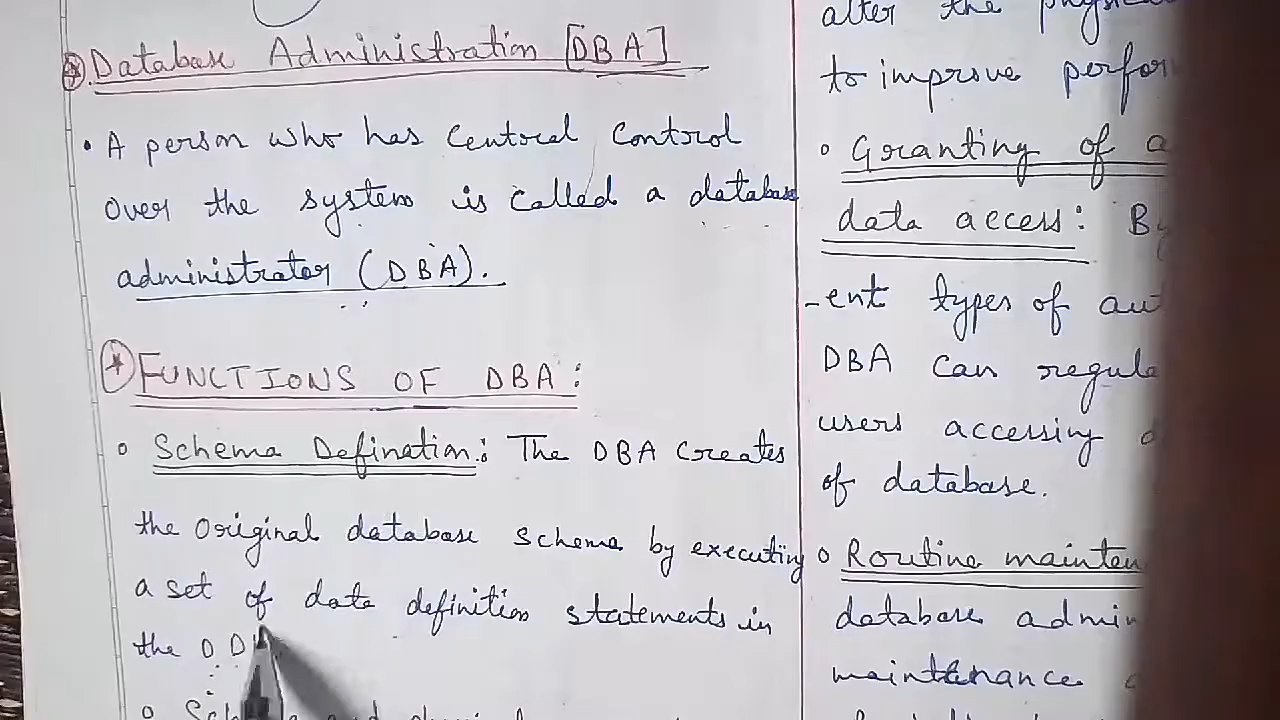 Database Administration [DBA]
• A person who has Central Control
over the system is called a database
administrator (DBA).
* FUNCTIONS OF DBA:
Schema Defination: The DBA Creates
the original database schema by executing
a set of data definition statements in
the DD
alter the
to improve
Granting of
data access:
-ent types of
DBA can
users accessing
of database.
Routine
database
maintenance